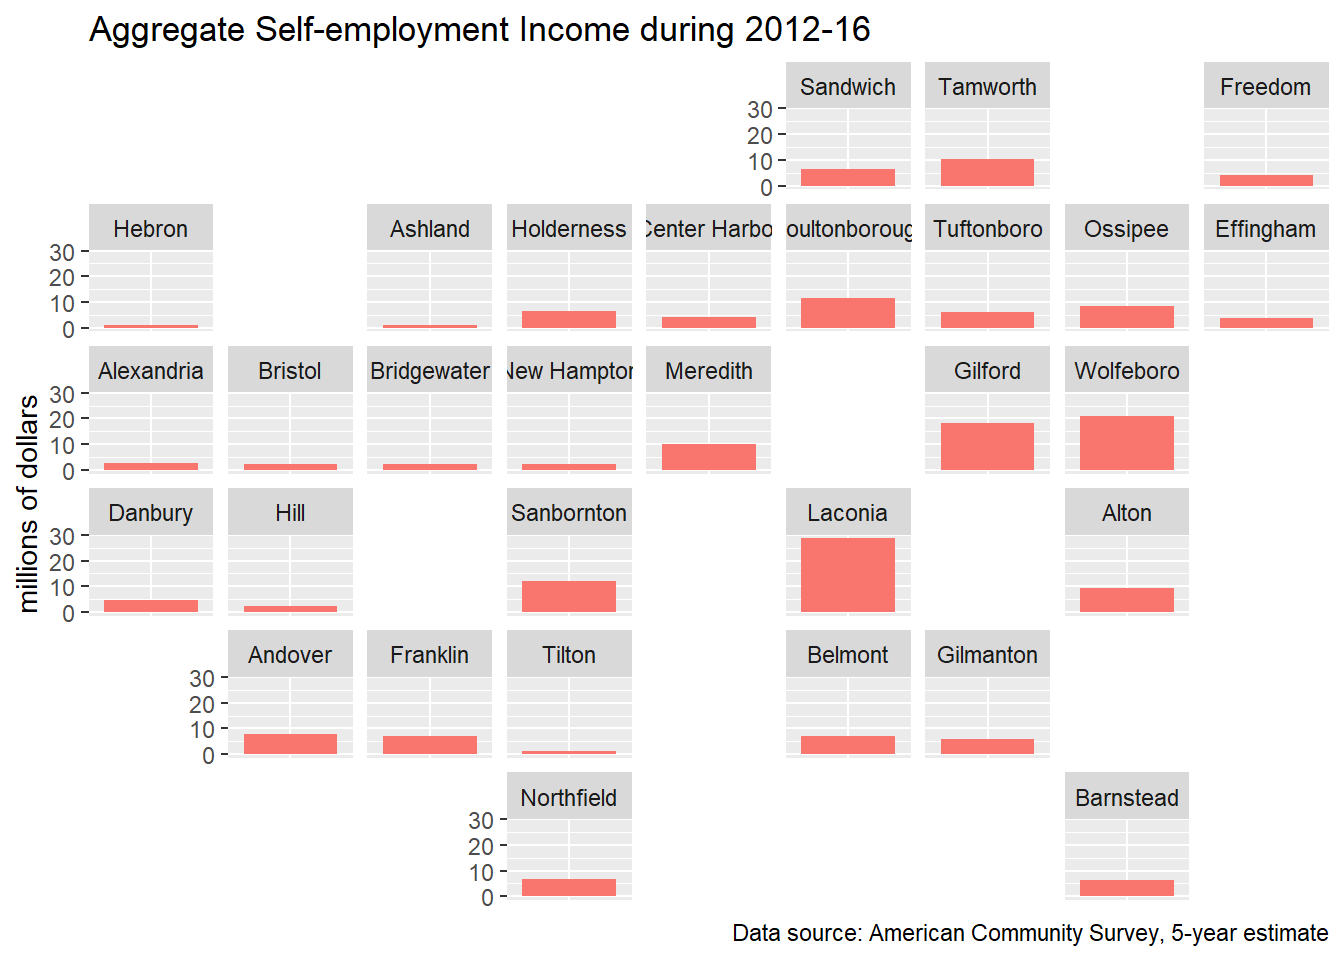 Aggregate Self-employment Income during 2012-16
Sandwich Tamworth Freedom
30
20
10
0
Hebron Ashland Holderness Center Harbo oultonboroug Tuftonboro Ossipee Effingham
30
20
10
0
Alexandria Bristol Bridgewater New Hampton Meredith Gilford Wolfeboro
30
20
10
0
millions of dollars
Danbury Hill Sanbornton Laconia Alton
30
20
10
0
Andover Franklin Tilton Belmont Gilmanton
30
20
10
0
Northfield Barnstead
30
20
10
0
Data source: American Community Survey, 5-year estimate